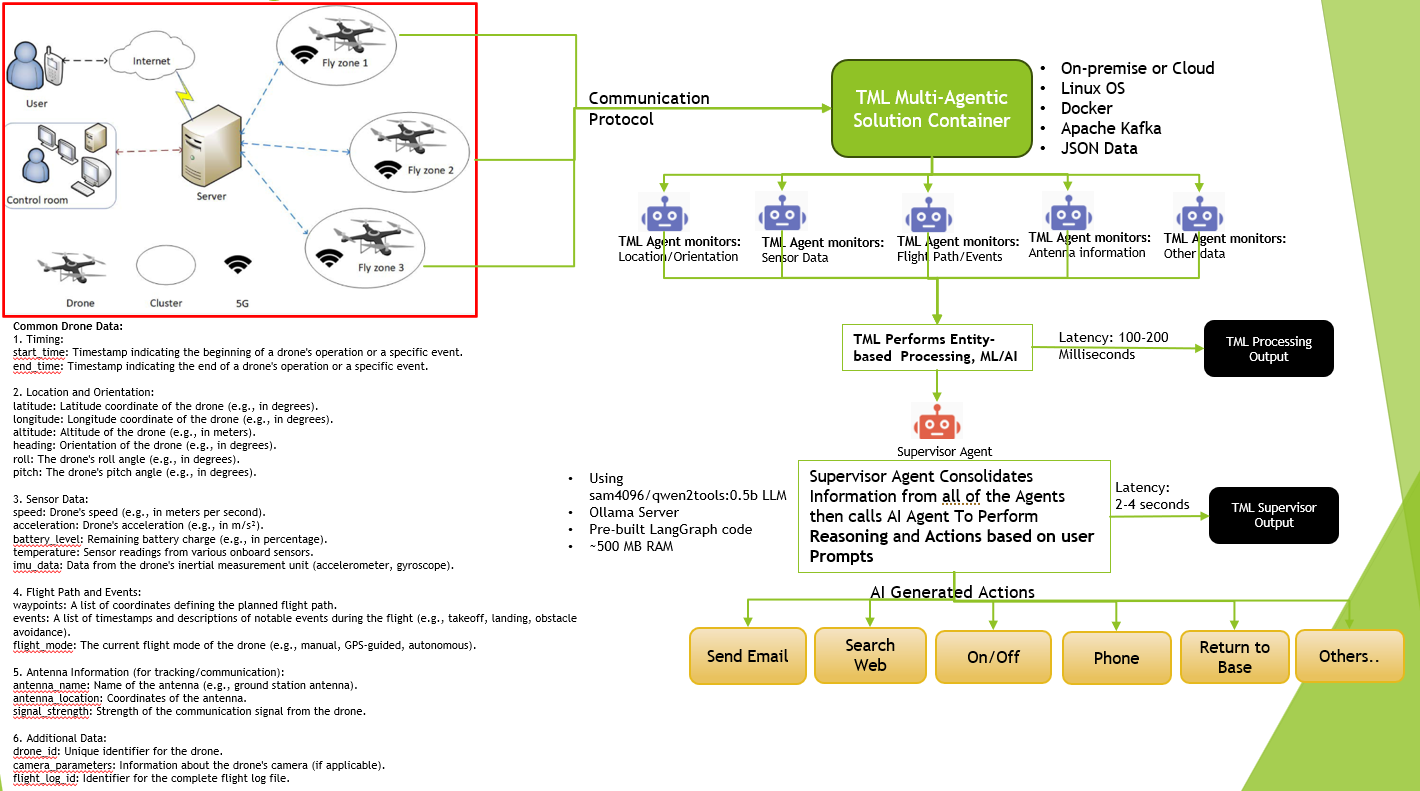 User
Internet
Fly zone 1
Control room
Server
Fly zone 2
Fly zone 3
Drone
Cluster
5G
Common Drone Data:
1. Timing:
start_time: Timestamp indicating the beginning of a drone's operation or a specific event.
end_time: Timestamp indicating the end of a drone's operation or a specific event.
2. Location and Orientation:
latitude: Latitude coordinate of the drone (e.g., in degrees).
longitude: Longitude coordinate of the drone (e.g., in degrees).
altitude: Altitude of the drone (e.g., in meters).
heading: Orientation of the drone (e.g., in degrees).
roll: The drone's roll angle (e.g., in degrees).
pitch: The drone's pitch angle (e.g., in degrees).
3. Sensor Data:
speed: Drone's speed (e.g., in meters per second).
acceleration: Drone's acceleration (e.g., in m/s²).
battery_level: Remaining battery charge (e.g., in percentage).
temperature: Sensor readings from various onboard sensors.
imu_data: Data from the drone's inertial measurement unit (accelerometer, gyroscope).
4. Flight Path and Events:
waypoints: A list of coordinates defining the planned flight path.
events: A list of timestamps and descriptions of notable events during the flight (e.g., takeoff, landing, obstacle
avoidance).
flight_mode: The current flight mode of the drone (e.g., manual, GPS-guided, autonomous).
5. Antenna Information (for tracking/communication):
antenna_name: Name of the antenna (e.g., ground station antenna).
antenna_location: Coordinates of the antenna.
signal_strength: Strength of the communication signal from the drone.
6. Additional Data:
drone_id: Unique identifier for the drone.
camera_parameters: Information about the drone's camera (if applicable).
flight_log_id: Identifier for the complete flight log file.
Communication
Protocol
TML Multi-Agentic
Solution Container
• On-premise or Cloud
• Linux OS
• Docker
• Apache Kafka
• JSON Data
TML Agent monitors:
Location/Orientation
TML Agent monitors:
Sensor Data
TML Agent monitors:
Flight Path/Events
TML Agent monitors:
Antenna information
TML Agent monitors:
Other data
TML Performs Entity-
based Processing, ML/AI
Latency: 100-200
Milliseconds
TML Processing
Output
Supervisor Agent
• Using
sam4096/qwen2tools:0.5b LLM
• Ollama Server
• Pre-built LangGraph code
• ~500 MB RAM
Supervisor Agent Consolidates
Information from all of the Agents
then calls AI Agent To Perform
Reasoning and Actions based on user
Prompts
Latency:
2-4 seconds
TML Supervisor
Output
AI Generated Actions
Send Email
Search
Web
On/Off
Phone
Return to
Base
Others..